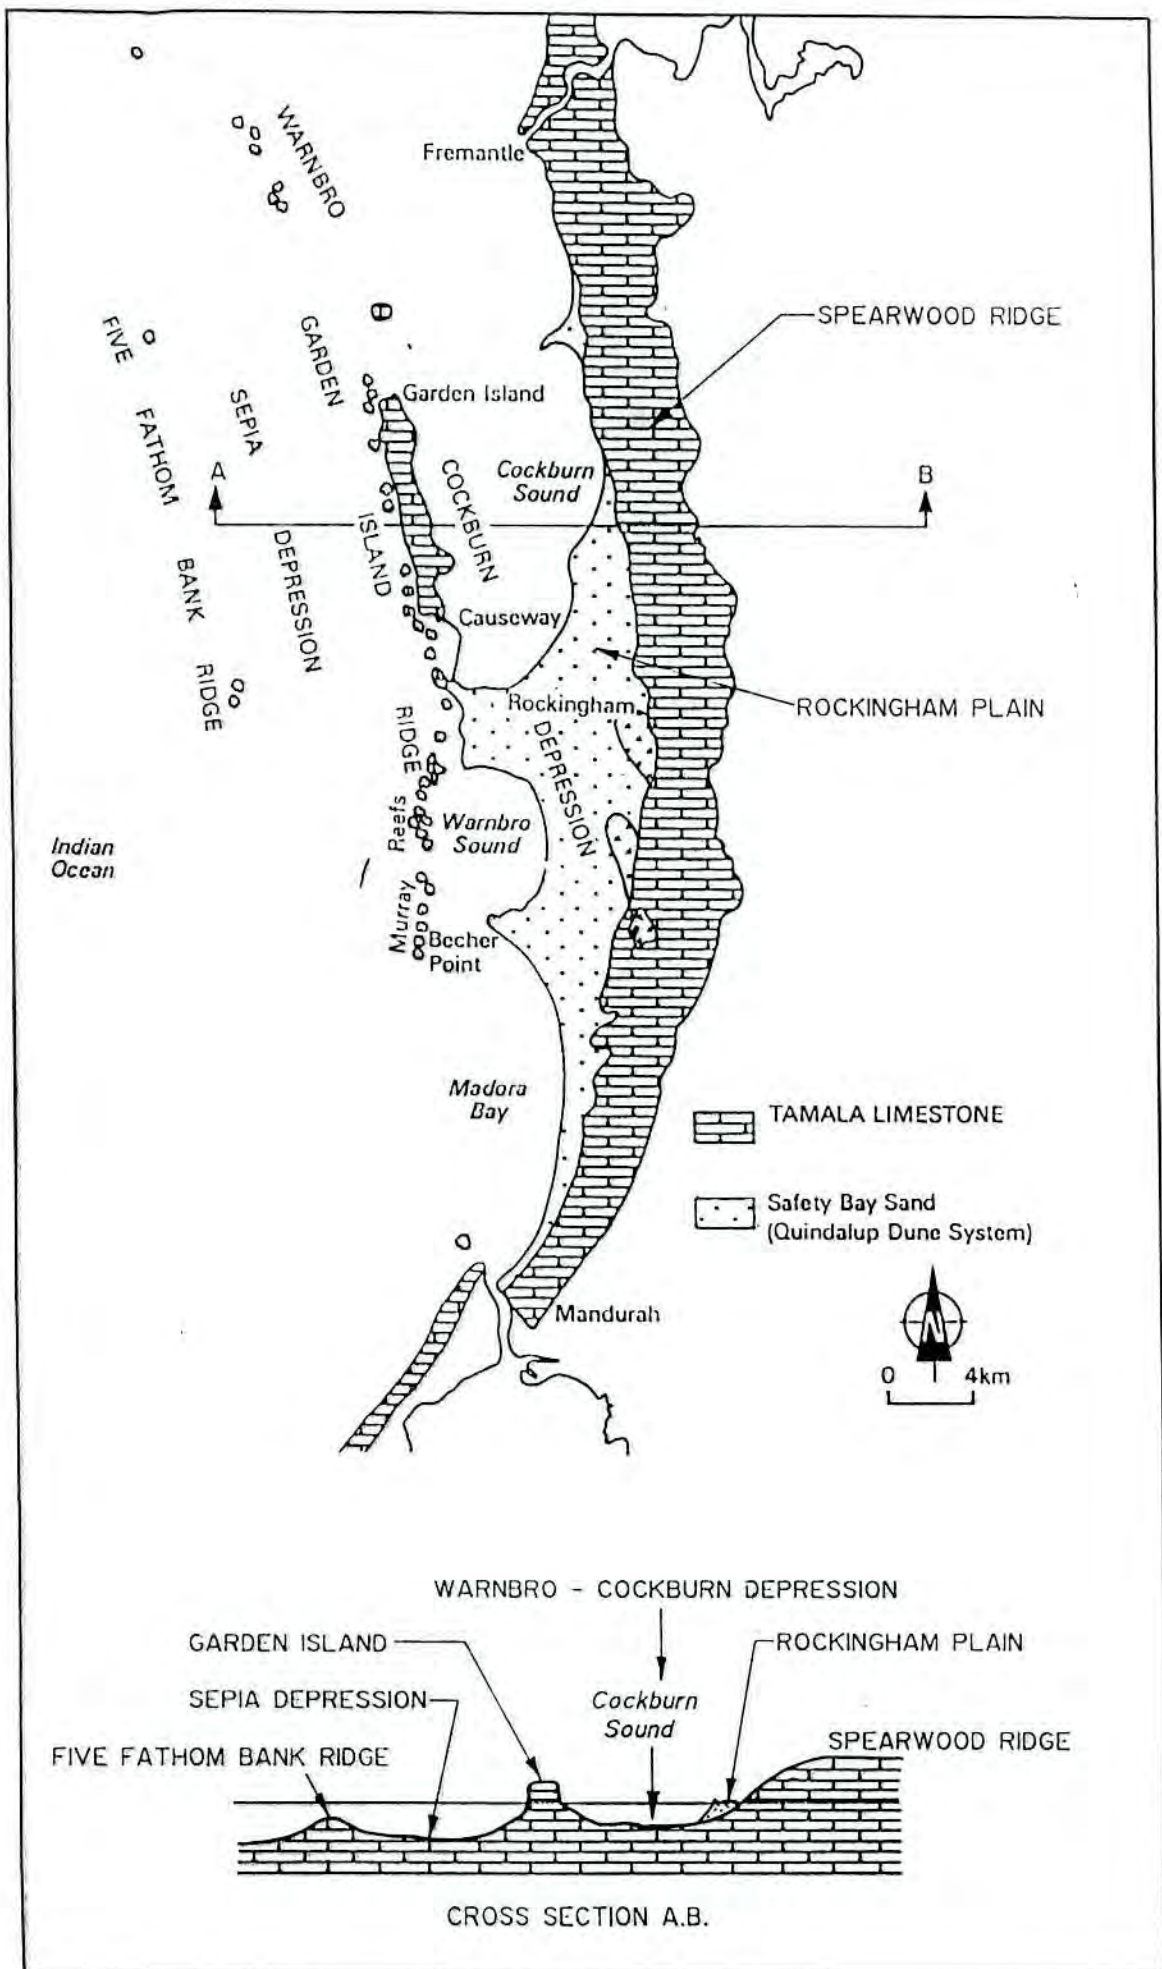 WARNBRO
Fremantle
SPEARWOOD RIDGE
FIVE
FATHOM
BANK
RIDGE
SEPIA
DEPRESSION
GARDEN
ISLAND
RIDGE
Garden Island
COCKBURN
Cockburn
Sound
A
B
Causeway
Rockingham
DEPRESSION
ROCKINGHAM PLAIN
Murray Reefs
Warnbro
Sound
Indian
Ocean
Becher
Point
Madora
Bay
TAMALA LIMESTONE
Safety Bay Sand
(Quindalup Dune System)
Mandurah
N
0 4km
WARNBRO - COCKBURN DEPRESSION
GARDEN ISLAND
ROCKINGHAM PLAIN
SEPIA DEPRESSION
Cockburn
Sound
FIVE FATHOM BANK RIDGE
SPEARWOOD RIDGE
CROSS SECTION A.B.